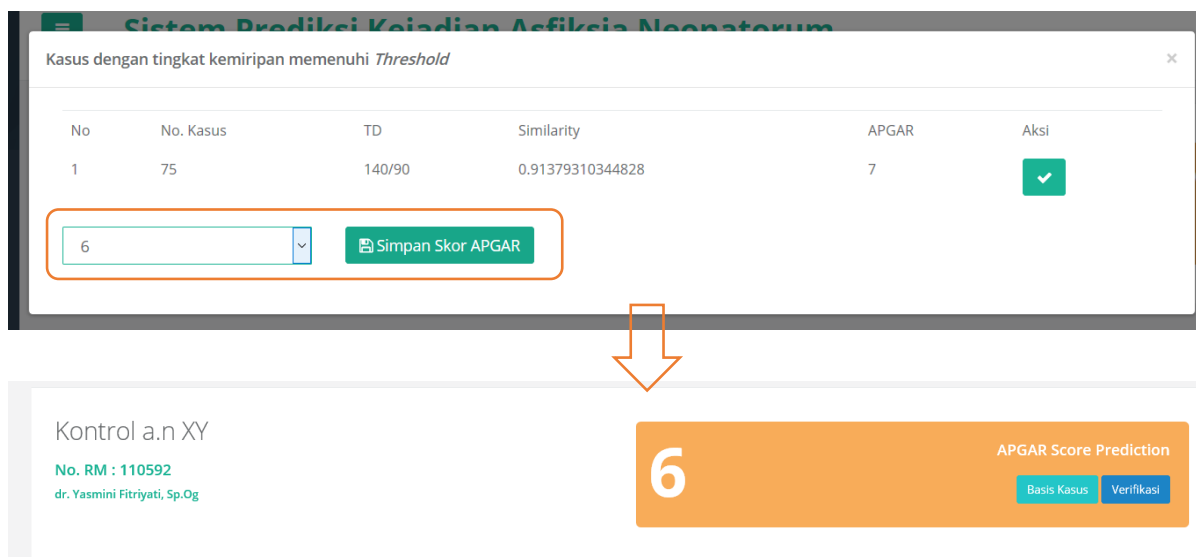 Sistem Prediksi Kejadian Asfiksia Neonatorum
Kasus dengan tingkat kemiripan memenuhi Threshold ×
No No. Kasus TD Similarity APGAR Aksi
1 75 140/90 0.91379310344828 7
6 Simpan Skor APGAR
Kontrol a.n XY
No. RM : 110592
dr. Yasmini Fitriyati, Sp.Og
6
APGAR Score Prediction
Basis Kasus Verifikasi